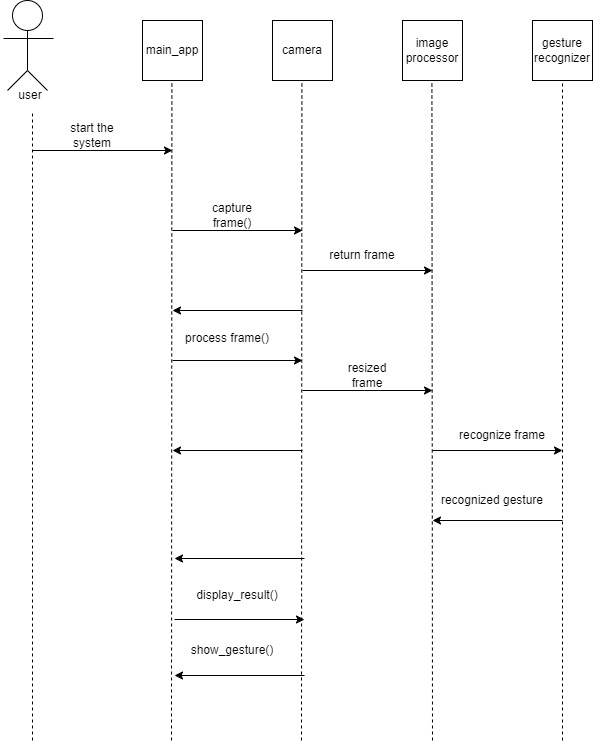 main_app
camera
image
processor
gesture
recognizer
user
start the
system
capture
frame()
return frame
process frame()
resized
frame
recognize frame
recognized gesture
display_result()
show_gesture()